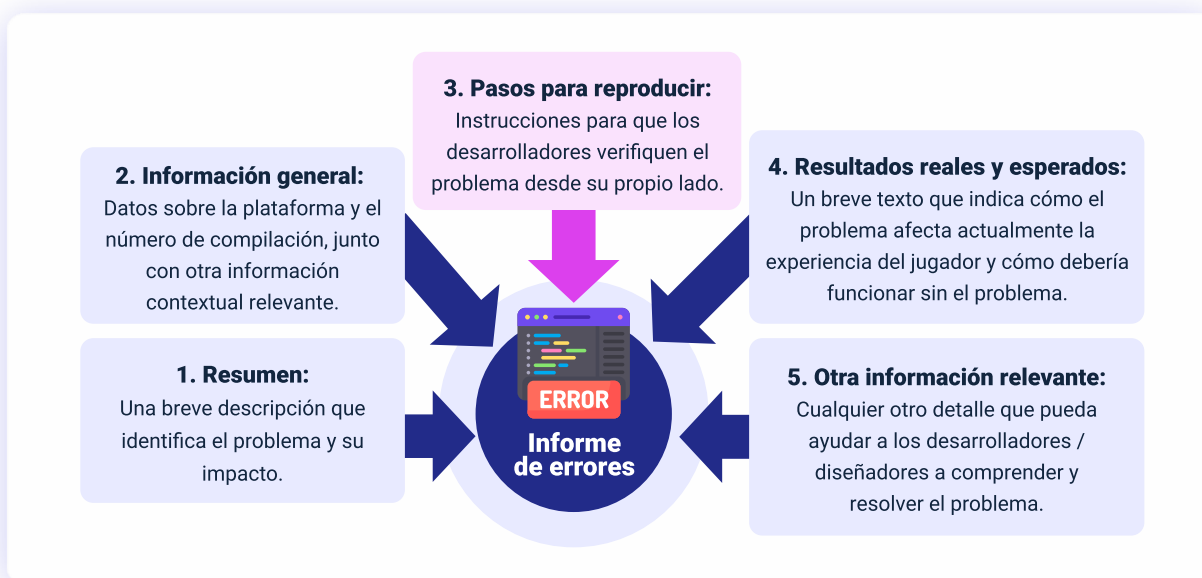 1. Resumen:
Una breve descripción que
identifica el problema y su
impacto.
2. Información general:
Datos sobre la plataforma y el
número de compilación, junto
con otra información
contextual relevante.
3. Pasos para reproducir:
Instrucciones para que los
desarrolladores verifiquen el
problema desde su propio lado.
4. Resultados reales y esperados:
Un breve texto que indica cómo el
problema afecta actualmente la
experiencia del jugador y cómo debería
funcionar sin el problema.
5. Otra información relevante:
Cualquier otro detalle que pueda
ayudar a los desarrolladores /
diseñadores a comprender y
resolver el problema.
ERROR
Informe
de errores